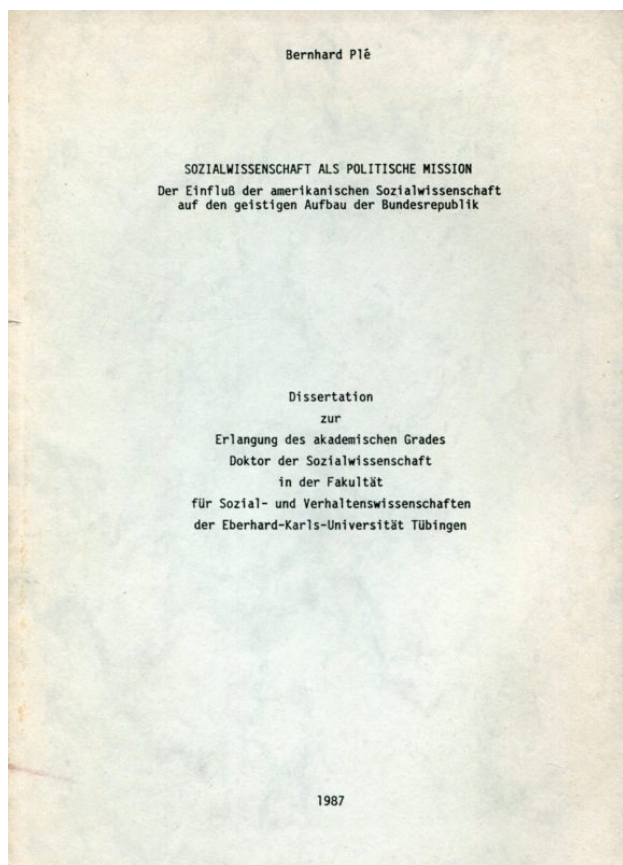 Bernhard Plé
SOZIALWISSENSCHAFT ALS POLITISCHE MISSION
Der Einfluß der amerikanischen Sozialwissenschaft
auf den geistigen Aufbau der Bundesrepublik
Dissertation
zur
Erlangung des akademischen Grades
Doktor der Sozialwissenschaft
in der Fakultät
für Sozial- und Verhaltenswissenschaften
der Eberhard-Karls-Universität Tübingen
1987